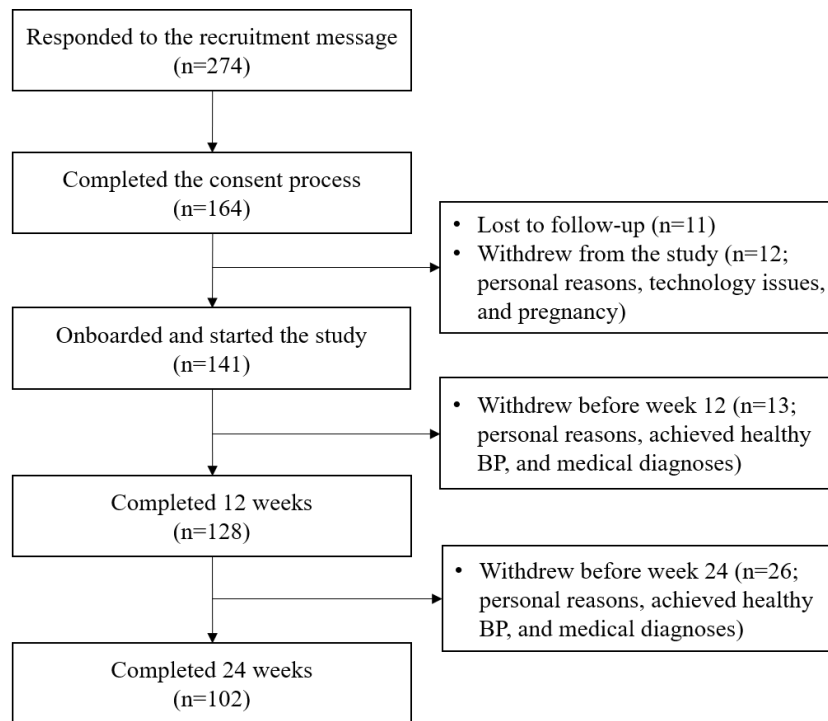 Responded to the recruitment message
(n=274)
Completed the consent process
(n=164)
• Lost to follow-up (n=11)
• Withdrew from the study (n=12;
personal reasons, technology issues,
and pregnancy)
Onboarded and started the study
(n=141)
• Withdrew before week 12 (n=13;
personal reasons, achieved healthy
BP, and medical diagnoses)
Completed 12 weeks
(n=128)
• Withdrew before week 24 (n=26;
personal reasons, achieved healthy
BP, and medical diagnoses)
Completed 24 weeks
(n=102)